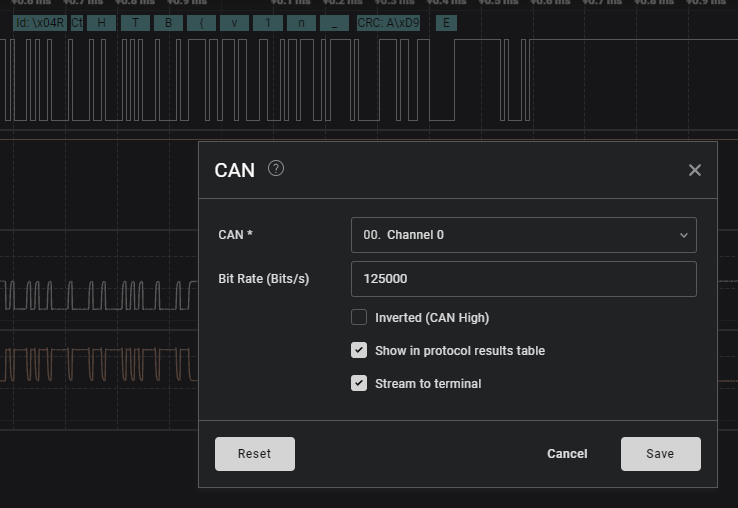 +0.6 ms +0.7 ms +0.8 ms +0.9 ms +0.1 ms +0.2 ms +0.3 ms +0.4 ms +0.5 ms +0.6 ms +0.7 ms +0.8 ms +0.9 ms
Id: \x04R Ct H T B { v 1 n _ CRC: A\xD9 E
CAN ?
CAN * 00. Channel 0
Bit Rate (Bits/s) 125000
Inverted (CAN High)
Show in protocol results table
Stream to terminal
Reset Cancel Save